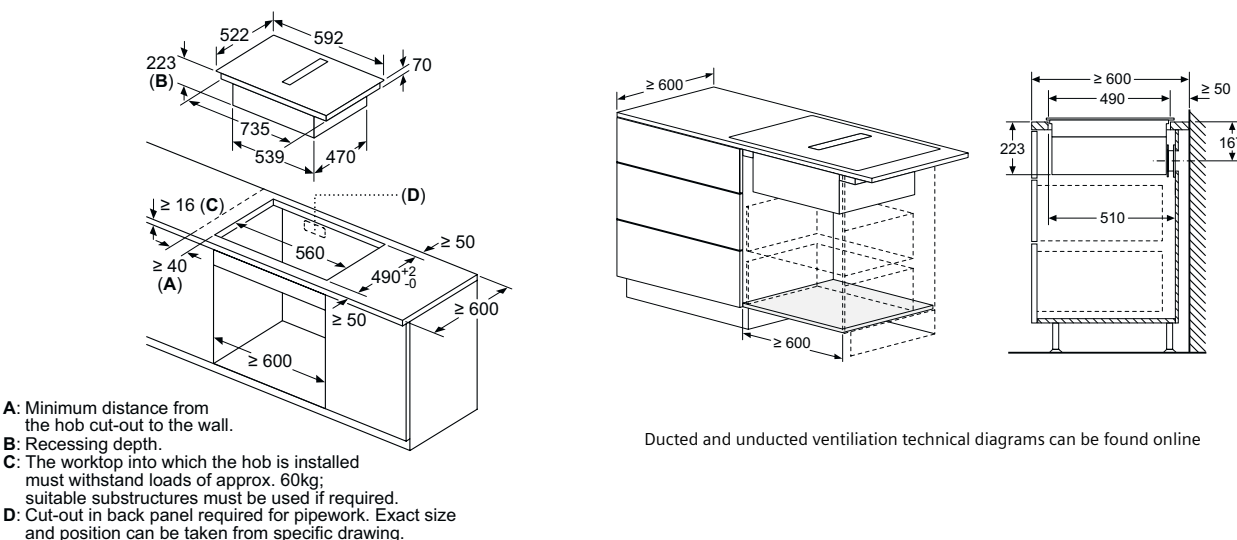 522
592
223
(B)
70
735
539
470
(D)
≥ 16 (C)
≥ 50
560
≥ 40
(A)
490 +2 -0
≥ 50
≥ 600
≥ 600
A: Minimum distance from
the hob cut-out to the wall.
B: Recessing depth.
C: The worktop into which the hob is installed
must withstand loads of approx. 60kg;
suitable substructures must be used if required.
D: Cut-out in back panel required for pipework. Exact size
and position can be taken from specific drawing.
≥ 600
≥ 600
≥ 600
≥ 50
490
223
510
Ducted and unducted ventiliation technical diagrams can be found online